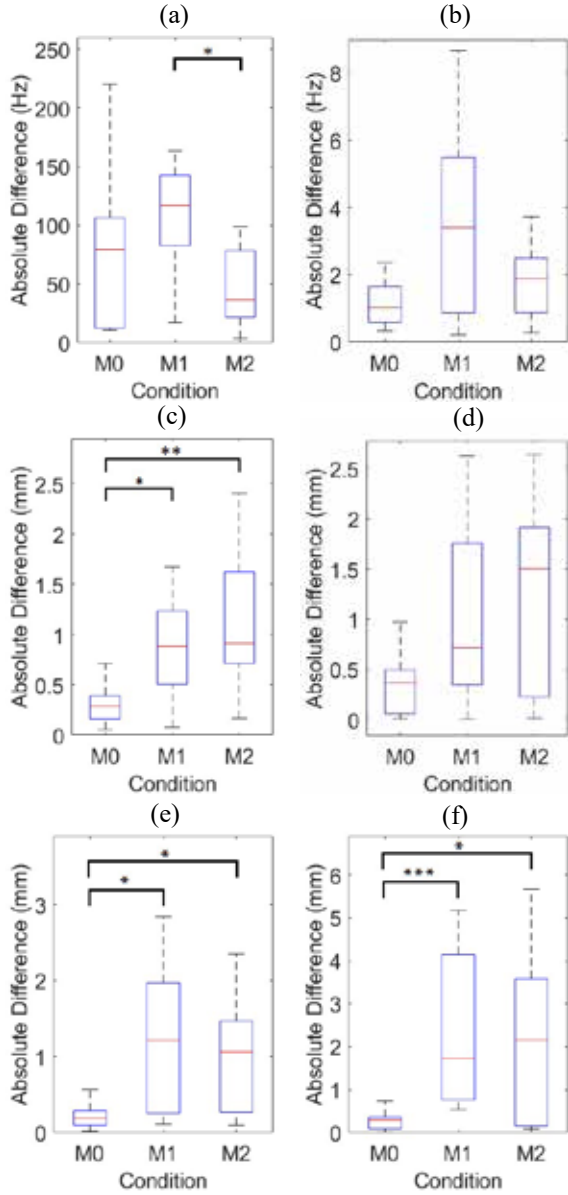 (a)
(b)
Absolute Difference (Hz)
250
200
150
100
50
0
*
M0 M1 M2
Condition
Absolute Difference (Hz)
8
6
4
2
0
M0 M1 M2
Condition
(c)
(d)
Absolute Difference (mm)
2.5
2
1.5
1
0.5
0
**
*
M0 M1 M2
Condition
Absolute Difference (mm)
2.5
2
1.5
1
0.5
0
M0 M1 M2
Condition
(e)
(f)
Absolute Difference (mm)
3
2
1
0
*
*
M0 M1 M2
Condition
Absolute Difference (mm)
6
5
4
3
2
1
0
*
***
M0 M1 M2
Condition